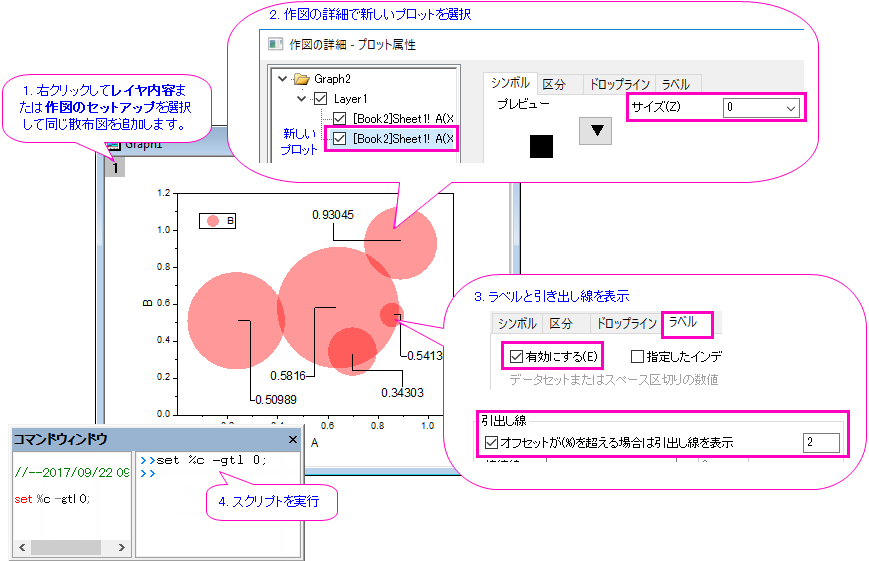 2. 作図の詳細で新しいプロットを選択
作図の詳細 - プロット属性
Graph2
Layer1
[Book2]Sheet1! A(X
新しい
プロット
[Book2]Sheet1! A(X
シンボル 区分 ドロップライン ラベル
プレビュー
サイズ(Z) 0
1. 右クリックしてレイヤ内容ま
たは作図のセットアップを選択
して同じ散布図を追加します。
Graph1
1
1.2
1.0
0.8
0.6
0.4
0.2
0.0
B
B
0.93045
0.5413
0.5816
0.34303
0.50989
0.0 0.2 0.4 0.6 0.8 1.0
A
3. ラベルと引き出し線を表示
シンボル 区分 ドロップライン ラベル
有効にする(E) 指定したインデ
データセットまたはスペース区切りの数値
引出し線
オフセットが(%)を超える場合は引出し線を表示 2
コマンドウィンドウ ×
//--2017/09/22 09
set %c -gtl 0;
>>set %c -gtl 0;
>>
4. スクリプトを実行